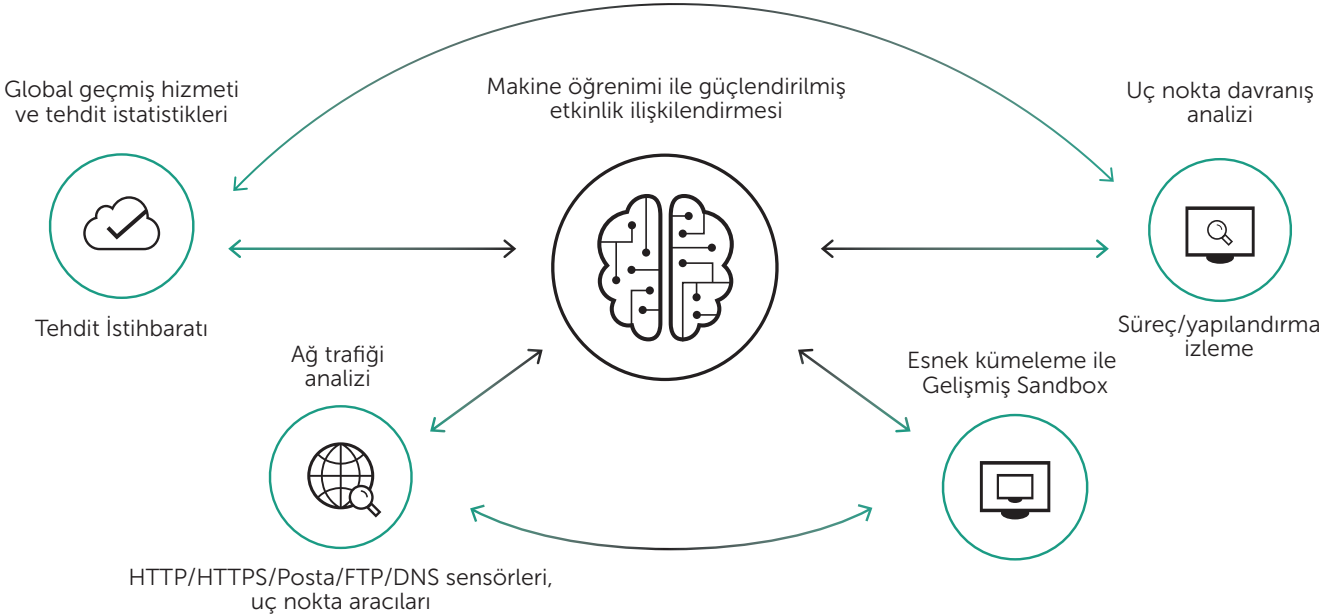 Global geçmiş hizmeti
ve tehdit istatistikleri
Tehdit İstihbaratı
Makine öğrenimi ile güçlendirilmiş
etkinlik ilişkilendirmesi
Uç nokta davranış
analizi
Süreç/yapılandırma
izleme
Ağ trafiği
analizi
HTTP/HTTPS/Posta/FTP/DNS sensörleri,
uç nokta aracıları
Esnek kümeleme ile
Gelişmiş Sandbox